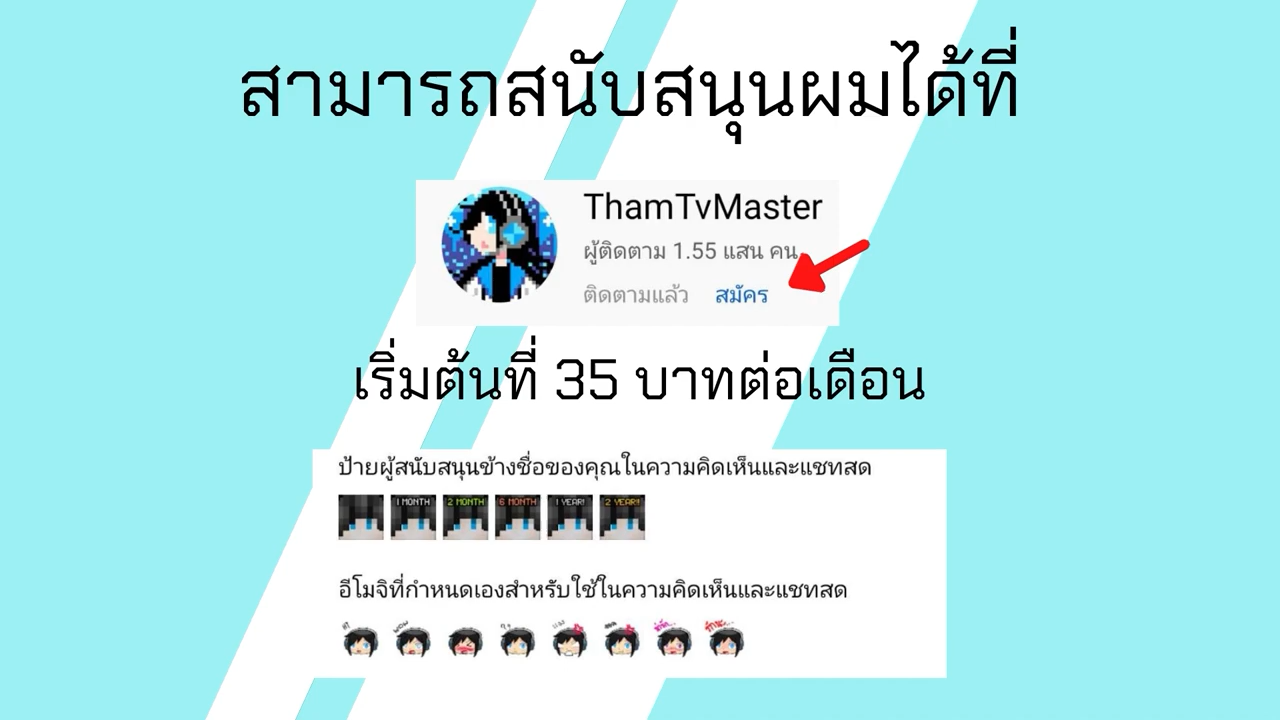 สามารถสนับสนุนผมได้ที่
ThamTvMaster
ผู้ติดตาม 1.55 แสน คน
ติดตามแล้ว สมัคร
เริ่มต้นที่ 35 บาทต่อเดือน
ป้ายผู้สนับสนุนข้างชื่อของคุณในความคิดเห็นและแชทสด
1 MONTH 2 MONTH 6 MONTH 1 YEAR! 2 YEAR!!
อีโมจิที่กำหนดเองสำหรับใช้ในความคิดเห็นและแชทสด